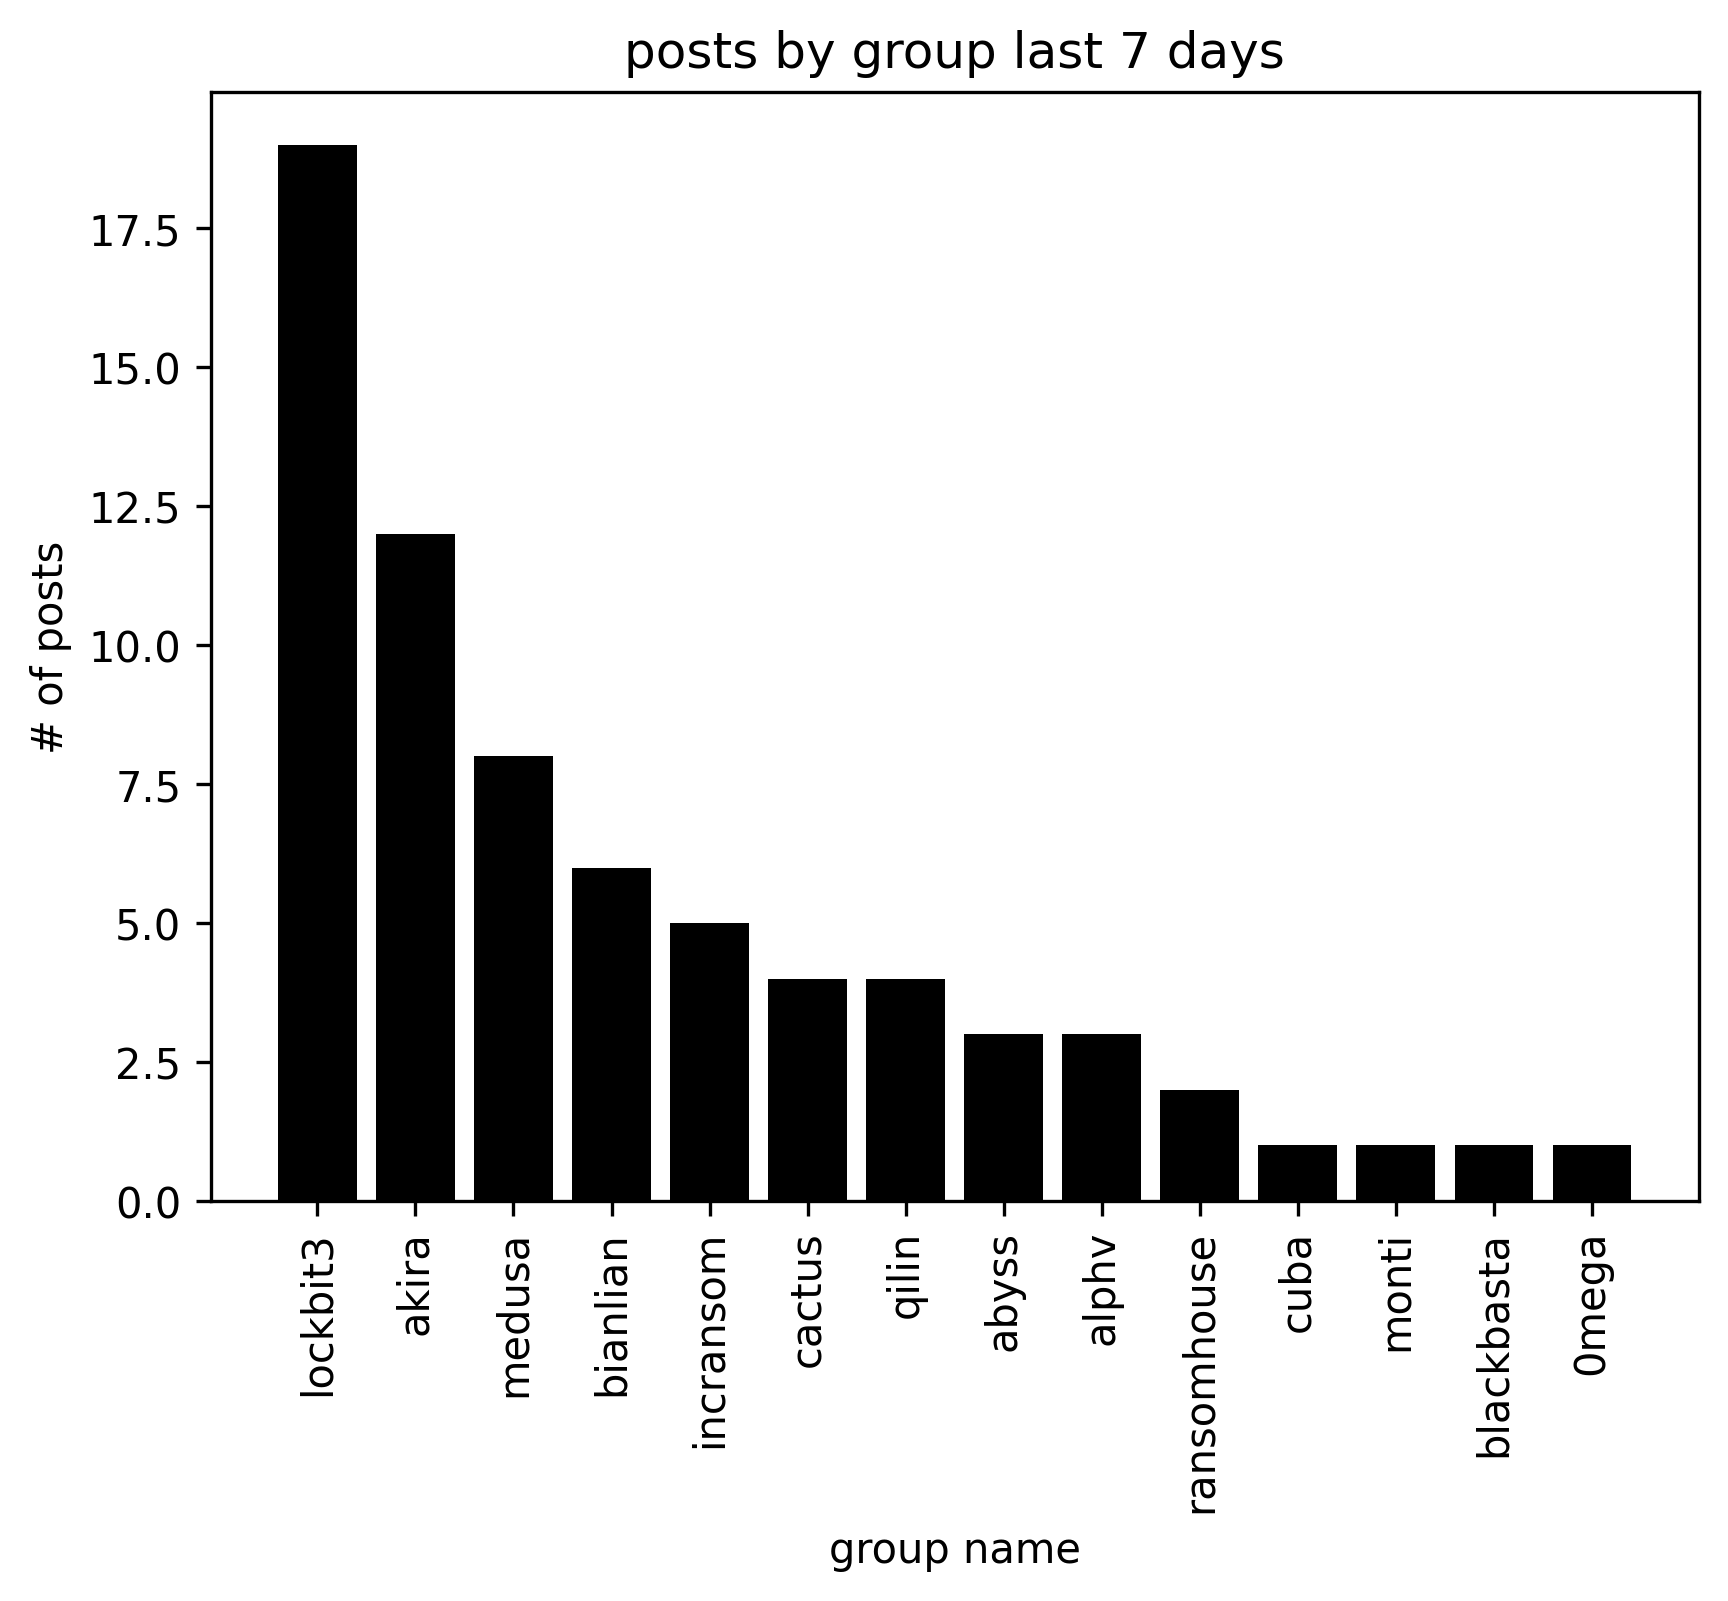 posts by group last 7 days
# of posts
17.5
15.0
12.5
10.0
7.5
5.0
2.5
0.0
lockbit3
akira
medusa
bianlian
incransom
cactus
qilin
abyss
alphv
ransomhouse
cuba
monti
blackbasta
0mega
group name